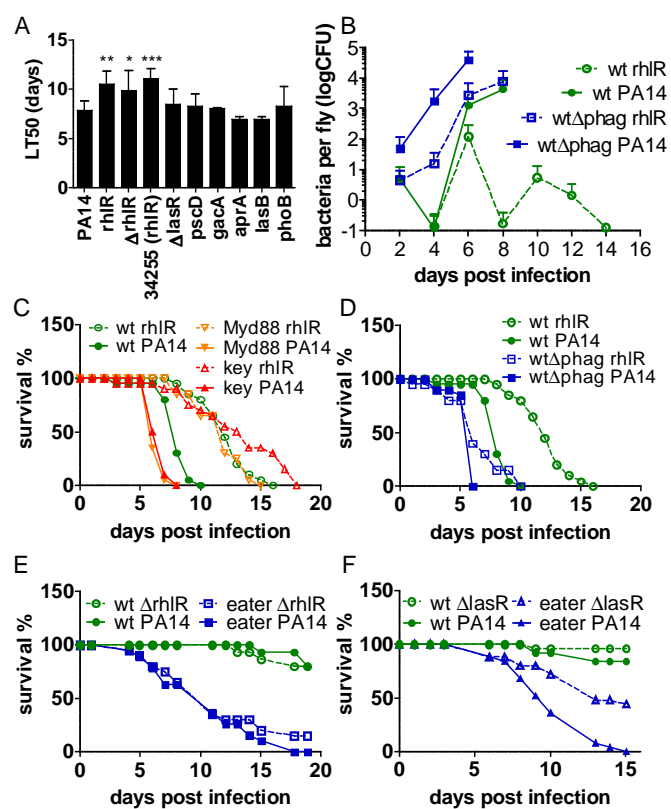 A
LT50 (days)
20
15
10
5
0
** * ***
PA14
rhlR
ΔrhlR
34255 (rhlR)
ΔlasR
pscD
gacA
aprA
lasB
phoB
B
bacteria per fly (logCFU)
5
4
3
2
1
0
-1
wt rhlR
wt PA14
wtΔphag rhlR
wtΔphag PA14
0 2 4 6 8 10 12 14 16
days post infection
C
survival %
150
100
50
0
wt rhlR
wt PA14
Myd88 rhlR
Myd88 PA14
key rhlR
key PA14
0 5 10 15 20
days post infection
D
survival %
150
100
50
0
wt rhlR
wt PA14
wtΔphag rhlR
wtΔphag PA14
0 5 10 15 20
days post infection
E
survival %
150
100
50
0
wt ΔrhlR
wt PA14
eater ΔrhlR
eater PA14
0 5 10 15 20
days post infection
F
survival %
150
100
50
0
wt ΔlasR
wt PA14
eater ΔlasR
eater PA14
0 5 10 15
days post infection